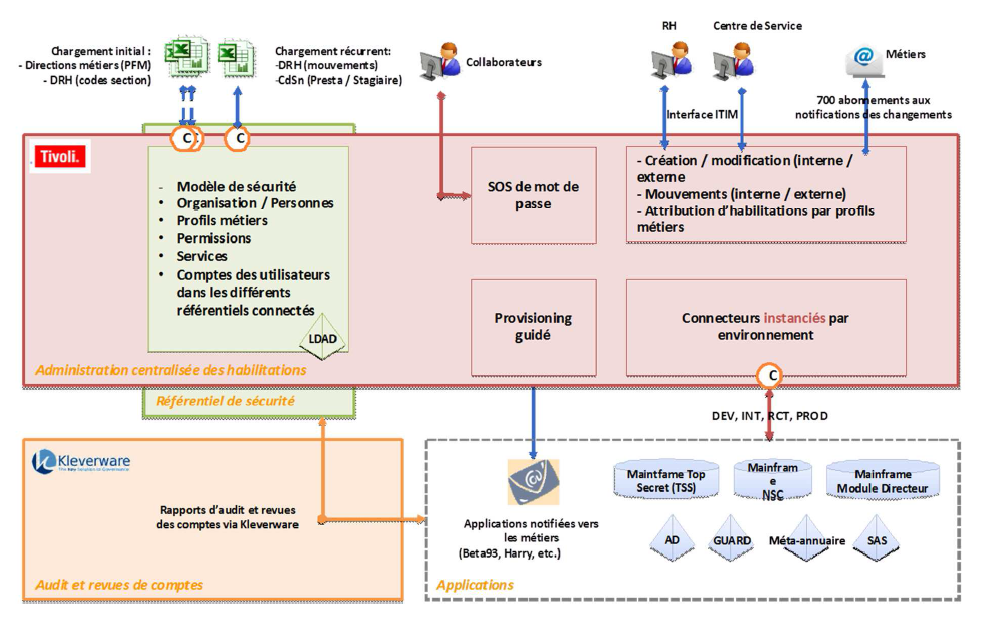 RH
Centre de Service
Chargement initial :
- Directions métiers (PFM)
- DRH (codes section)
Chargement récurrent:
-DRH (mouvements)
-CdSn (Presta / Stagiaire)
Collaborateurs
@
Métiers
Interface ITIM
700 abonnements aux
notifications des changements
C
C
Tivoli.
- Modèle de sécurité
• Organisation / Personnes
• Profils métiers
• Permissions
• Services
• Comptes des utilisateurs
dans les différents
référentiels connectés
LDAD
SOS de mot de
passe
- Création / modification (interne /
externe
- Mouvements (interne / externe)
- Attribution d’habilitations par profils
métiers
Provisioning
guidé
Connecteurs instanciés par
environnement
C
Administration centralisée des habilitations
Référentiel de sécurité
DEV, INT, RCT, PROD
Kleverware
Rapports d’audit et revues
des comptes via Kleverware
Audit et revues de comptes
@
Applications notifiées vers
les métiers
(Beta93, Harry, etc.)
Maintfame Top
Secret (TSS)
Mainfram
e
NSC
Mainframe
Module Directeur
AD
GUARD
Méta-annuaire
SAS
Applications